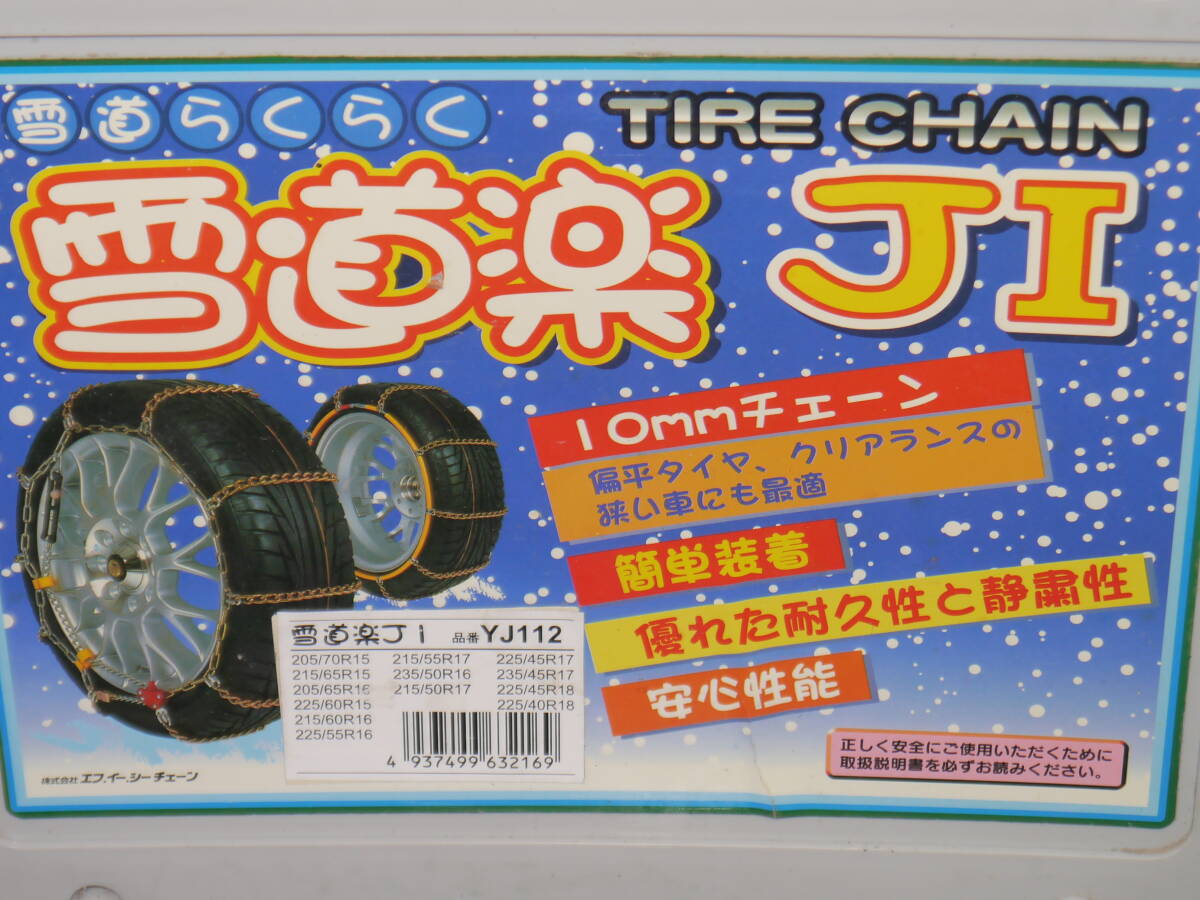 雪道らくらく
TIRE CHAIN
雪道楽 JI
10mmチェーン
偏平タイヤ、クリアランスの
狭い車にも最適
簡単装着
優れた耐久性と静粛性
安心性能
雪道楽Ji 品番 YJ112
205/70R15 215/55R17 225/45R17
215/65R15 235/50R16 235/45R17
205/65R16 215/50R17 225/45R18
225/60R15 225/40R18
215/60R16
225/55R16
4 937499 632169
株式会社 エフ.イー.シーチェーン
正しく安全にご使用いただくために
取扱説明書を必ずお読みください。